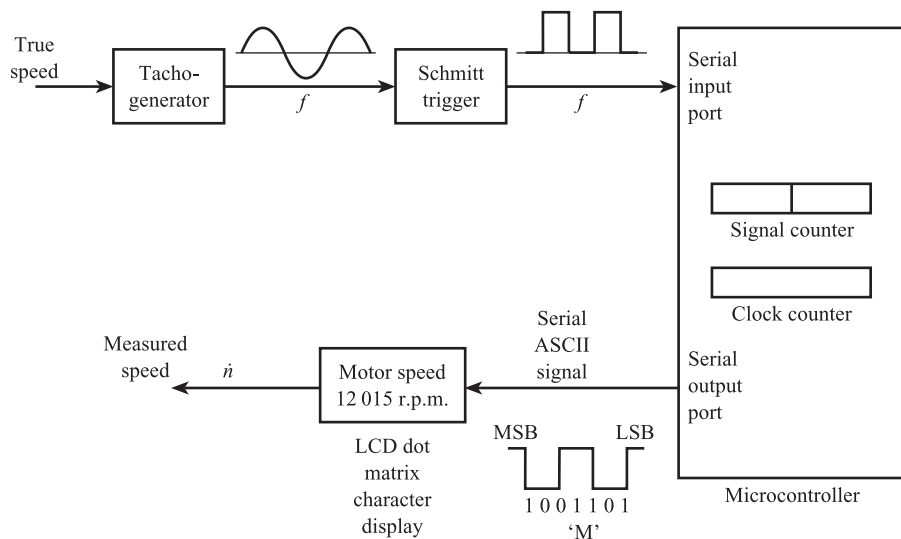 True
speed
Tacho-
generator
f
Schmitt
trigger
f
Serial
input
port
Signal counter
Clock counter
Serial
output
port
Microcontroller
Serial
ASCII
signal
Motor speed
12 015 r.p.m.
LCD dot
matrix
character
display
Measured
speed
ṅ
MSB
LSB
1 0 0 1 1 0 1
‘M’